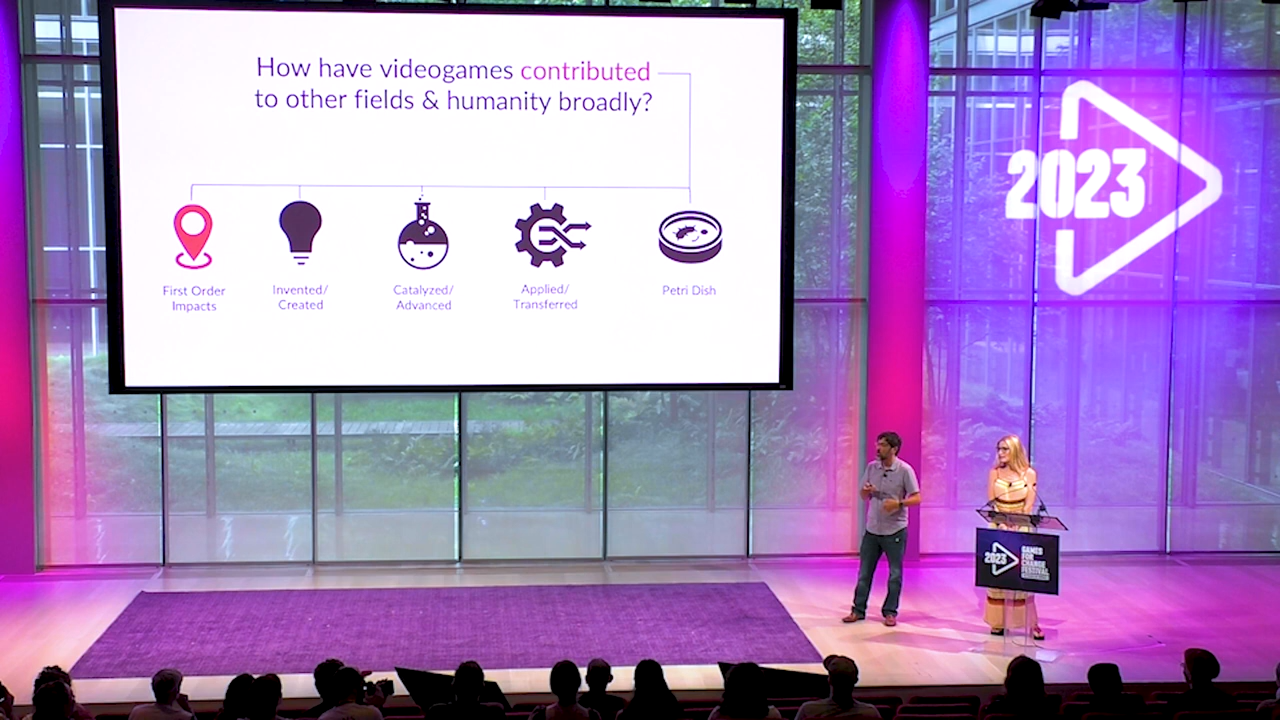 How have videogames contributed
to other fields & humanity broadly?
First Order
Impacts
Invented/
Created
Catalyzed/
Advanced
Applied/
Transferred
Petri Dish
2023
2023
GAMES
FOR
CHANGE
FESTIVAL